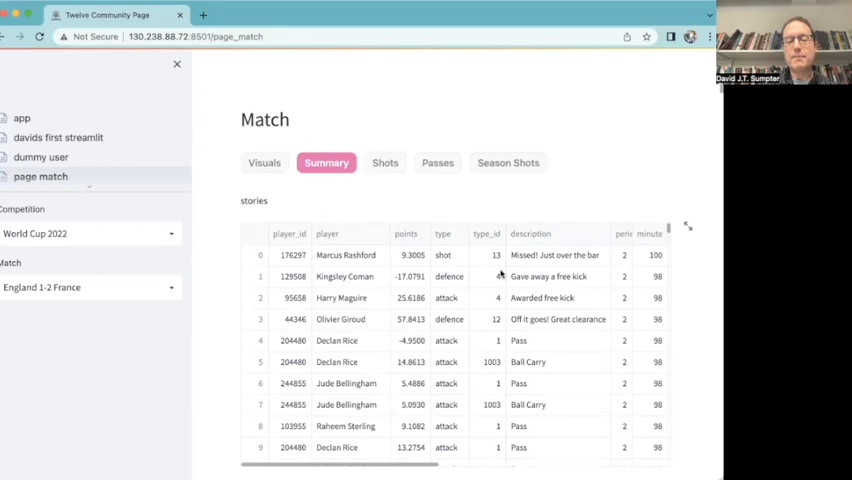 Twelve Community Page
Not Secure 130.238.88.72:8501/page_match
David J.T. Sumpter
app
davids first streamlit
dummy user
page match
Competition
World Cup 2022
Match
England 1-2 France
Match
Visuals Summary Shots Passes Season Shots
stories
player_id player points type type_id description perio minute
0 176297 Marcus Rashford 9.3005 shot 13 Missed! Just over the bar 2 100
1 129508 Kingsley Coman -17.0791 defence 4 Gave away a free kick 2 98
2 95658 Harry Maguire 25.6186 attack 4 Awarded free kick 2 98
3 44346 Olivier Giroud 57.8413 defence 12 Off it goes! Great clearance 2 98
4 204480 Declan Rice -4.9500 attack 1 Pass 2 98
5 204480 Declan Rice 14.8613 attack 1003 Ball Carry 2 98
6 244855 Jude Bellingham 5.4886 attack 1 Pass 2 98
7 244855 Jude Bellingham 5.0930 attack 1003 Ball Carry 2 98
8 103955 Raheem Sterling 9.1082 attack 1 Pass 2 98
9 204480 Declan Rice 13.2754 attack 1 Pass 2 98